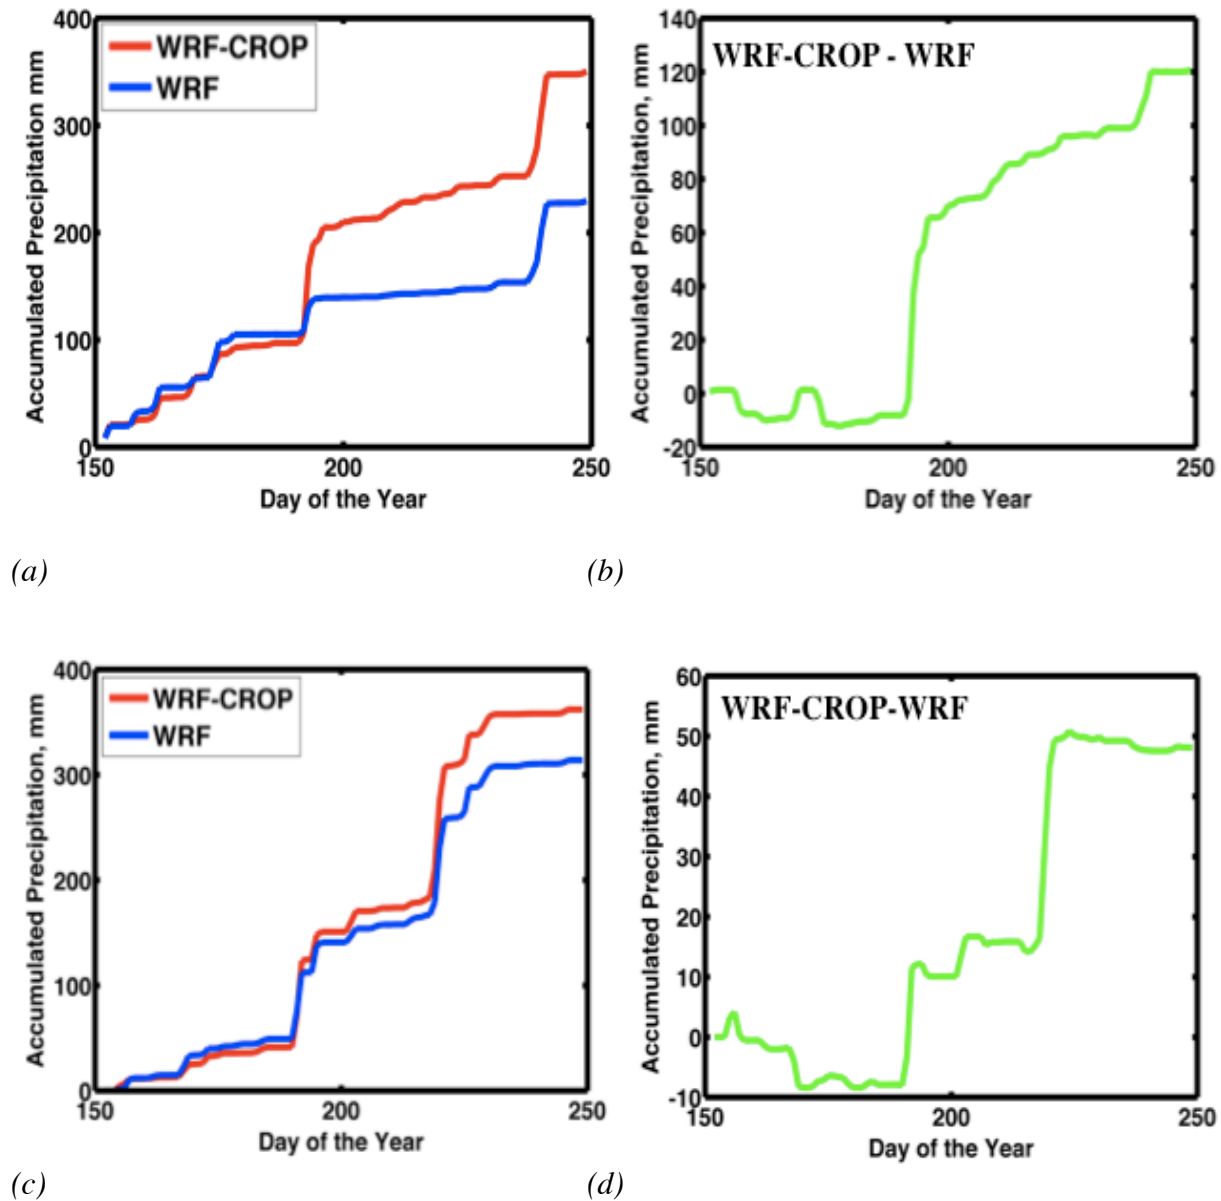 WRF-CROP
WRF
Accumulated Precipitation mm
400
300
200
100
0
150
200
250
Day of the Year
(a)
WRF-CROP - WRF
Accumulated Precipitation, mm
140
120
100
80
60
40
20
0
-20
150
200
250
Day of the Year
(b)
WRF-CROP
WRF
Accumulated Precipitation, mm
400
300
200
100
0
150
200
250
Day of the Year
(c)
WRF-CROP-WRF
Accumulated Precipitation, mm
60
50
40
30
20
10
0
-10
150
200
250
Day of the Year
(d)